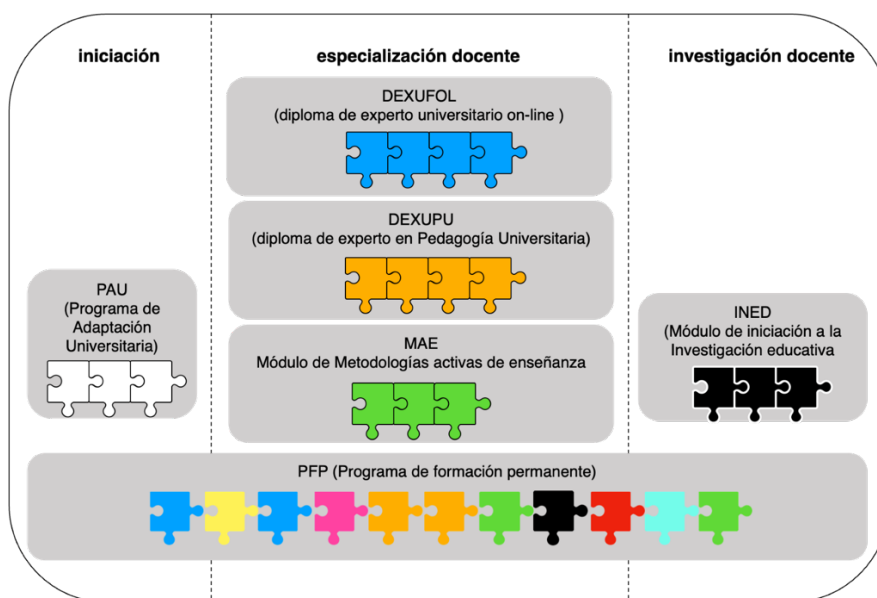 iniciación
especialización docente
investigación docente
DEXUFOL
(diploma de experto universitario on-line )
DEXUPU
(diploma de experto en Pedagogía Universitaria)
PAU
(Programa de
Adaptación
Universitaria)
MAE
Módulo de Metodologías activas de enseñanza
INED
(Módulo de iniciación a la
Investigación educativa
PFP (Programa de formación permanente)